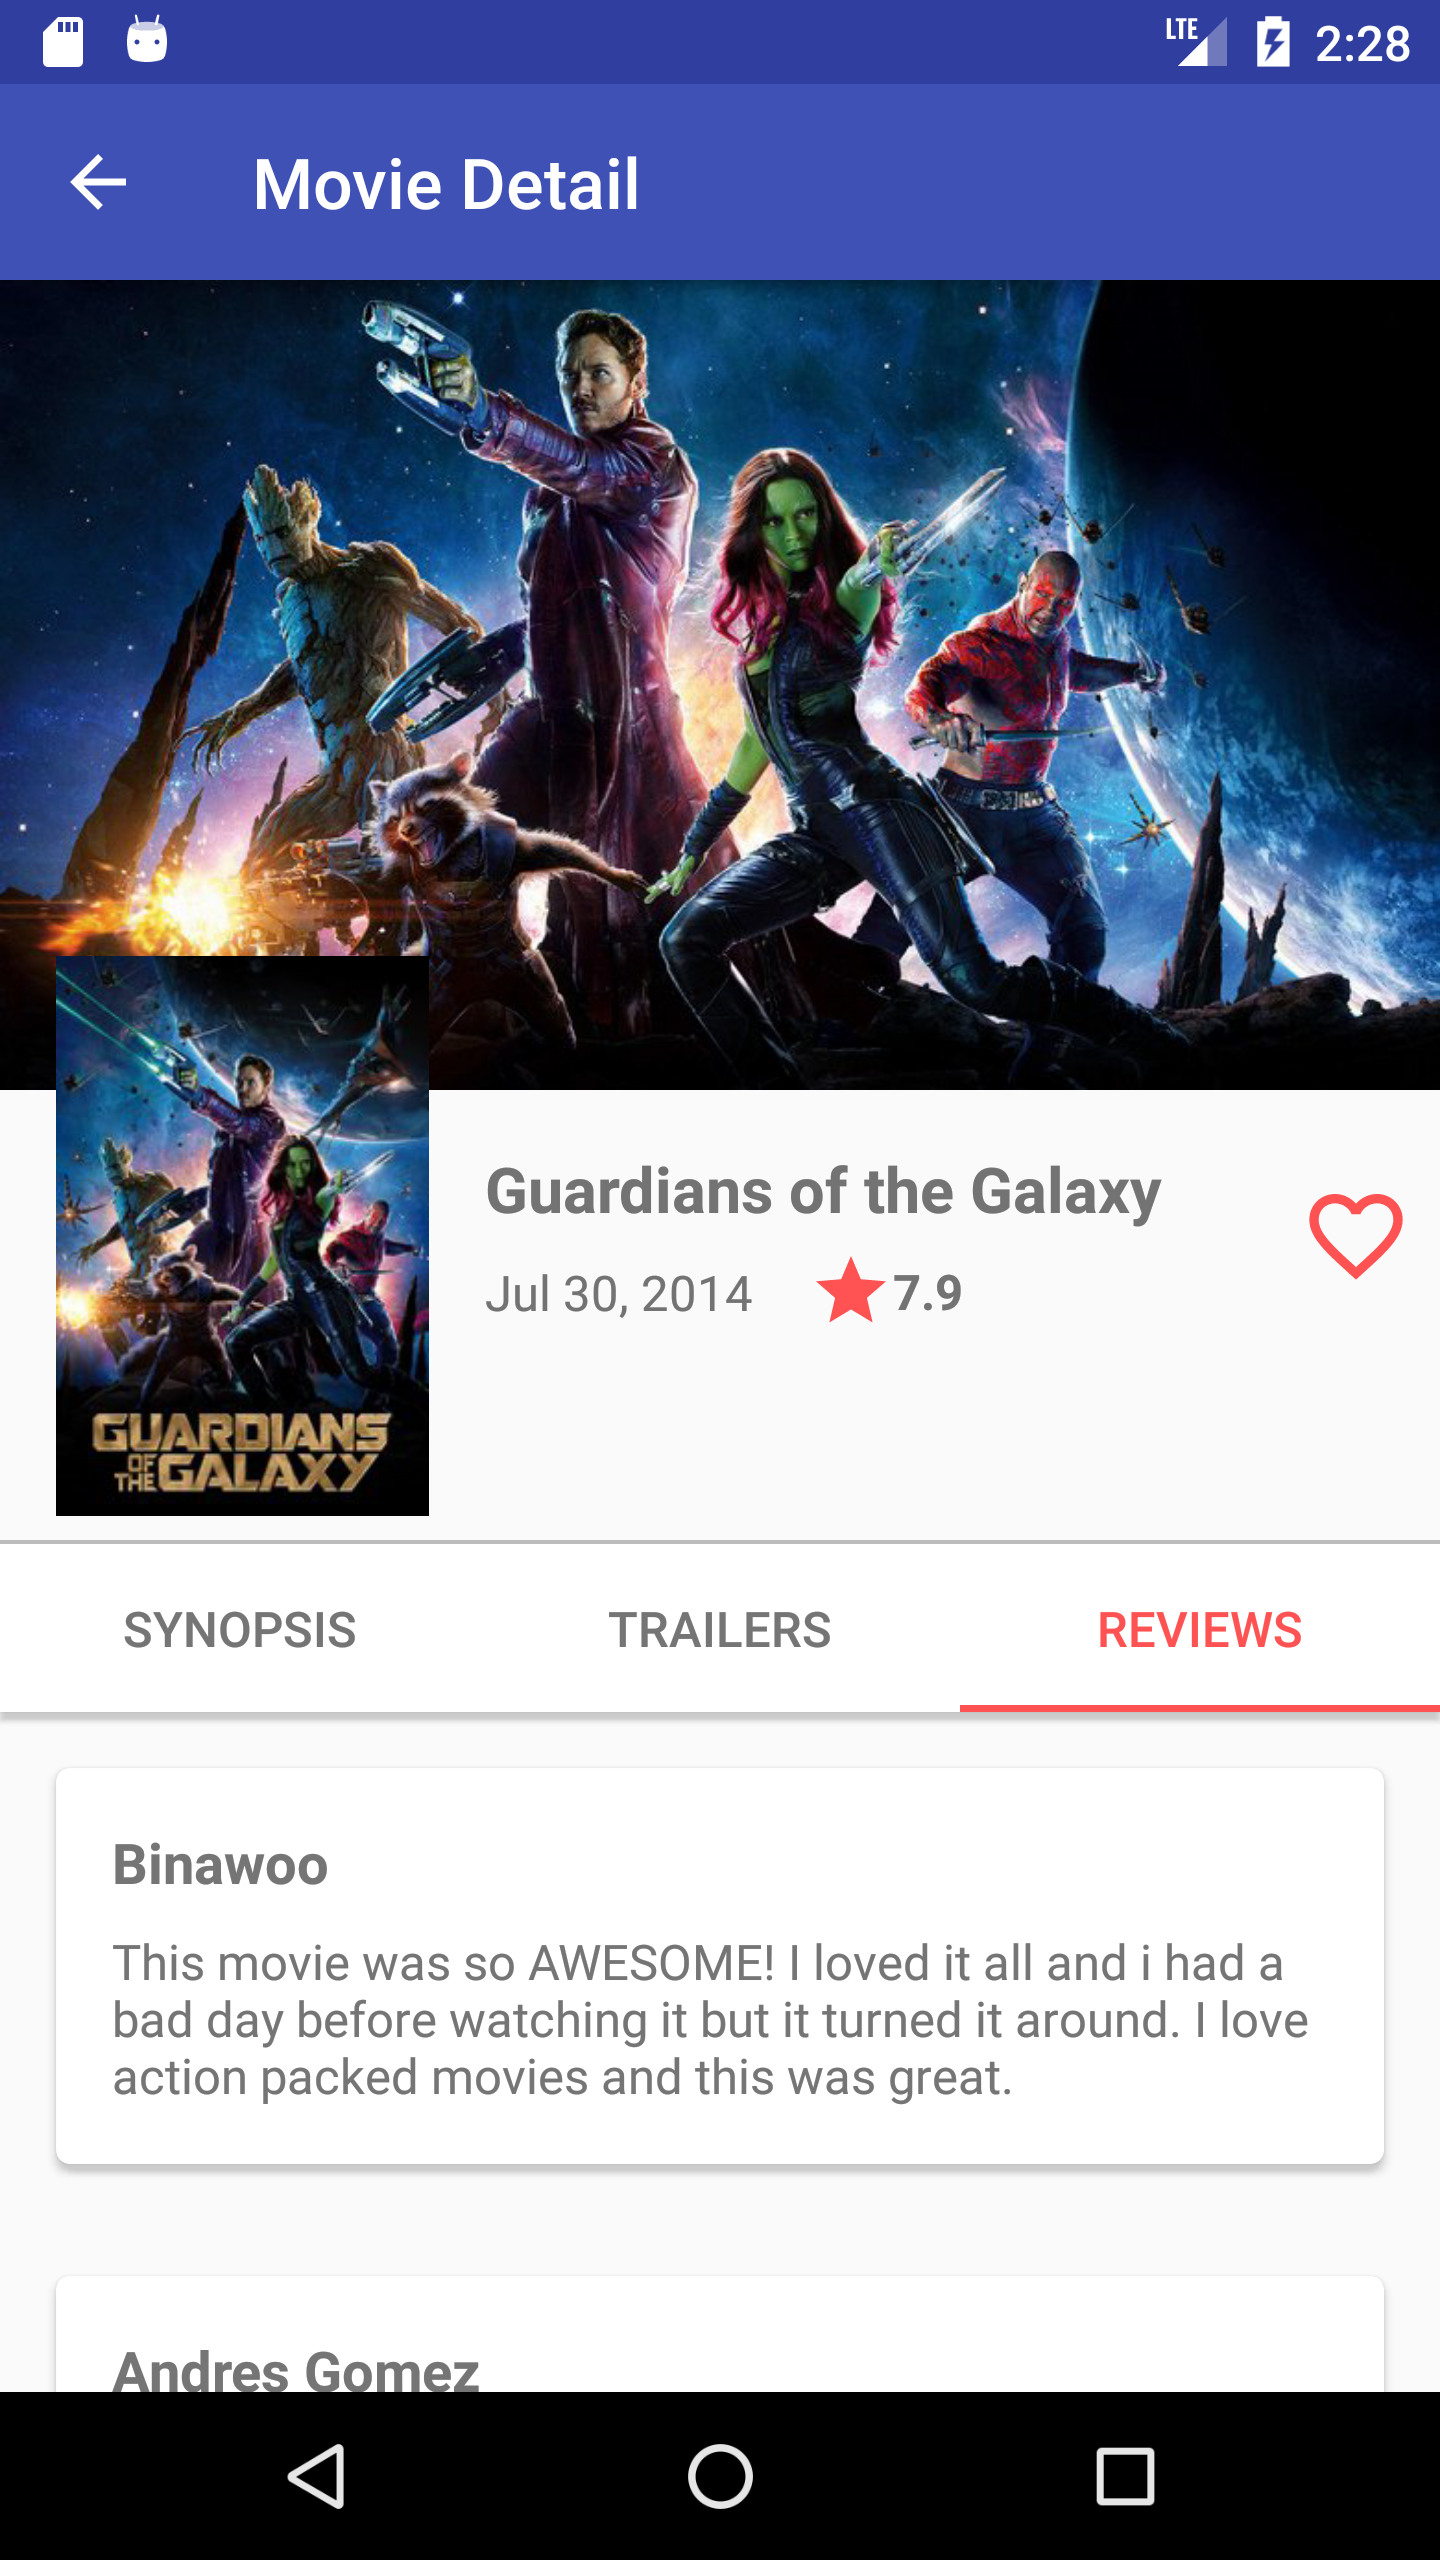 LTE 2:28
Movie Detail
GUARDIANS
OF THE GALAXY
Guardians of the Galaxy
Jul 30, 2014 7.9
SYNOPSIS TRAILERS REVIEWS
Binawoo
This movie was so AWESOME! I loved it all and i had a
bad day before watching it but it turned it around. I love
action packed movies and this was great.
Andres Gomez